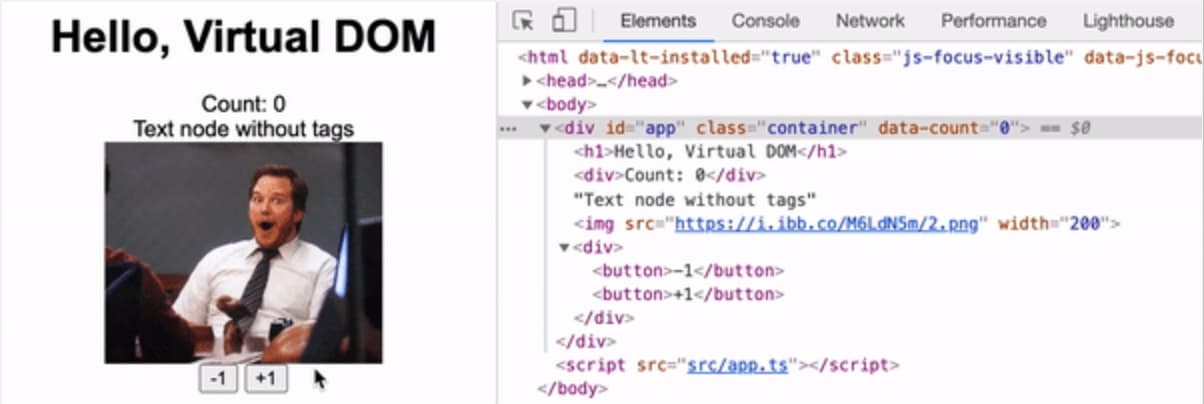 Hello, Virtual DOM
Count: 0
Text node without tags
-1 +1
Elements Console Network Performance Lighthouse
<html data-lt-installed="true" class="js-focus-visible" data-js-focu
<head>…</head>
<body>
<div id="app" class="container" data-count="0"> == $0
<h1>Hello, Virtual DOM</h1>
<div>Count: 0</div>
"Text node without tags"
<img src="https://i.ibb.co/M6LdN5m/2.png" width="200">
<div>
<button>-1</button>
<button>+1</button>
</div>
</div>
<script src="src/app.ts"></script>
</body>